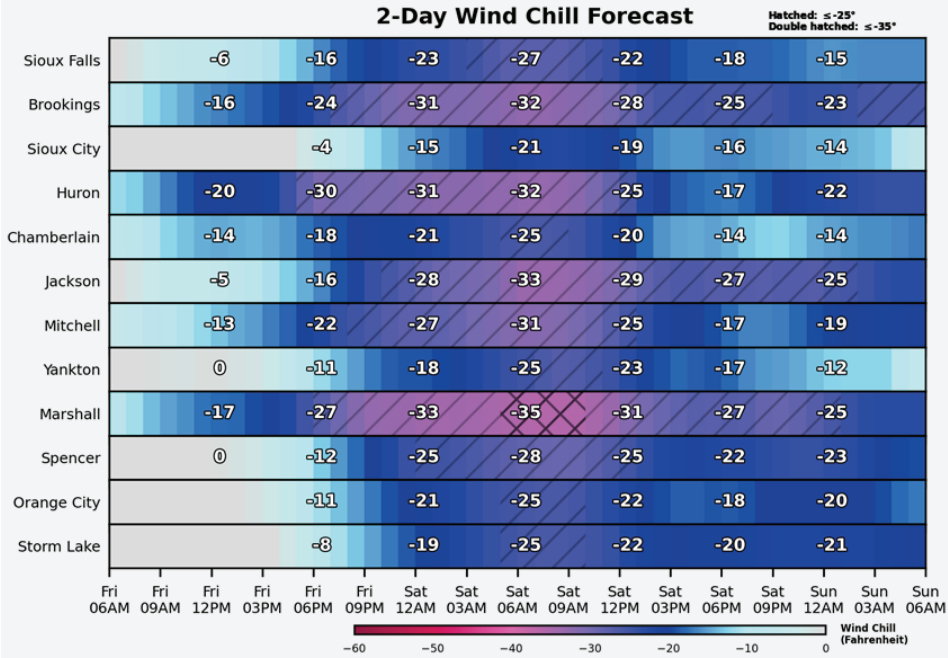 2-Day Wind Chill Forecast
Hatched: ≤-25°
Double hatched: ≤-35°
Sioux Falls -6 -16 -23 -27 -22 -18 -15
Brookings -16 -24 -31 -32 -28 -25 -23
Sioux City -4 -15 -21 -19 -16 -14
Huron -20 -30 -31 -32 -25 -17 -22
Chamberlain -14 -18 -21 -25 -20 -14 -14
Jackson -5 -16 -28 -33 -29 -27 -25
Mitchell -13 -22 -27 -31 -25 -17 -19
Yankton 0 -11 -18 -25 -23 -17 -12
Marshall -17 -27 -33 -35 -31 -27 -25
Spencer 0 -12 -25 -28 -25 -22 -23
Orange City -11 -21 -25 -22 -18 -20
Storm Lake -8 -19 -25 -22 -20 -21
Fri Fri Fri Fri Fri Fri Sat Sat Sat Sat Sat Sat Sat Sat Sun Sun Sun
06AM 09AM 12PM 03PM 06PM 09PM 12AM 03AM 06AM 09AM 12PM 03PM 06PM 09PM 12AM 03AM 06AM
Wind Chill
(Fahrenheit)
−60 −50 −40 −30 −20 −10 0